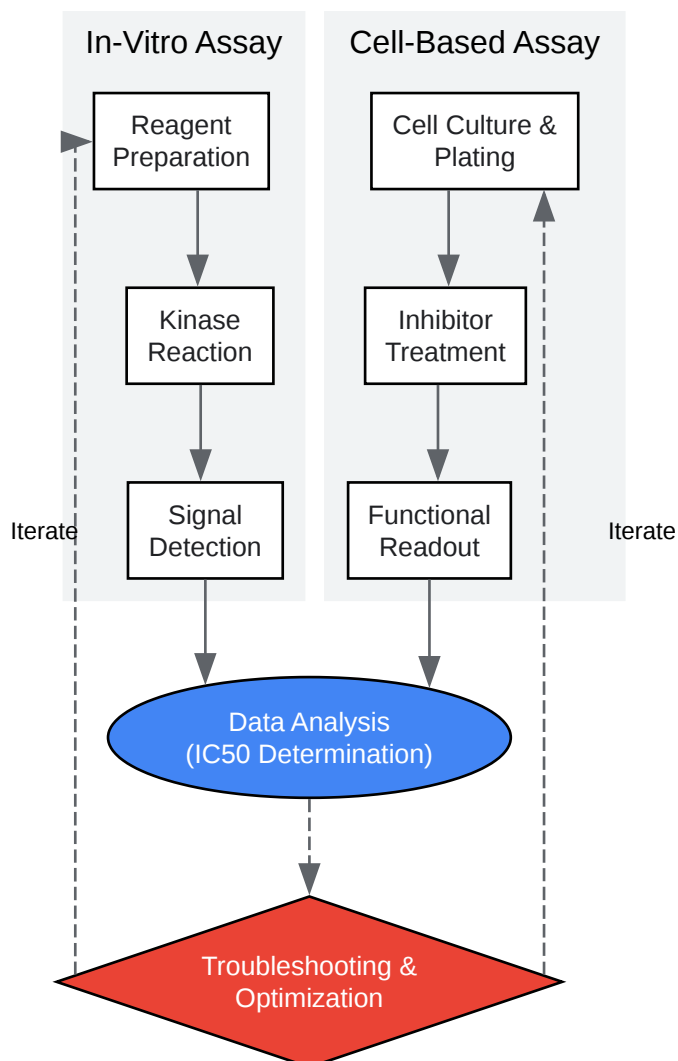 In-Vitro Assay
Cell-Based Assay
Reagent
Preparation
Cell Culture &
Plating
Kinase
Reaction
Inhibitor
Treatment
Signal
Detection
Functional
Readout
Iterate
Iterate
Data Analysis
(IC50 Determination)
Troubleshooting &
Optimization